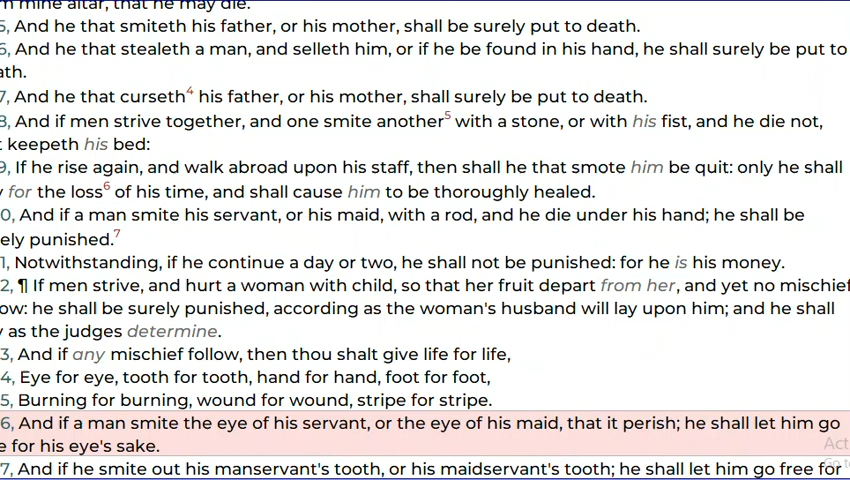 m mine altar, that he may die.
5, And he that smiteth his father, or his mother, shall be surely put to death.
6, And he that stealeth a man, and selleth him, or if he be found in his hand, he shall surely be put to
ath.
7, And he that curseth4 his father, or his mother, shall surely be put to death.
8, And if men strive together, and one smite another5 with a stone, or with his fist, and he die not,
t keepeth his bed:
9, If he rise again, and walk abroad upon his staff, then shall he that smote him be quit: only he shall
y for the loss6 of his time, and shall cause him to be thoroughly healed.
0, And if a man smite his servant, or his maid, with a rod, and he die under his hand; he shall be
ely punished.7
1, Notwithstanding, if he continue a day or two, he shall not be punished: for he is his money.
2, ¶ If men strive, and hurt a woman with child, so that her fruit depart from her, and yet no mischief
ow: he shall be surely punished, according as the woman's husband will lay upon him; and he shall
y as the judges determine.
3, And if any mischief follow, then thou shalt give life for life,
4, Eye for eye, tooth for tooth, hand for hand, foot for foot,
5, Burning for burning, wound for wound, stripe for stripe.
6, And if a man smite the eye of his servant, or the eye of his maid, that it perish; he shall let him go
e for his eye's sake.
Act
Go to
7, And if he smite out his manservant's tooth, or his maidservant's tooth; he shall let him go free for